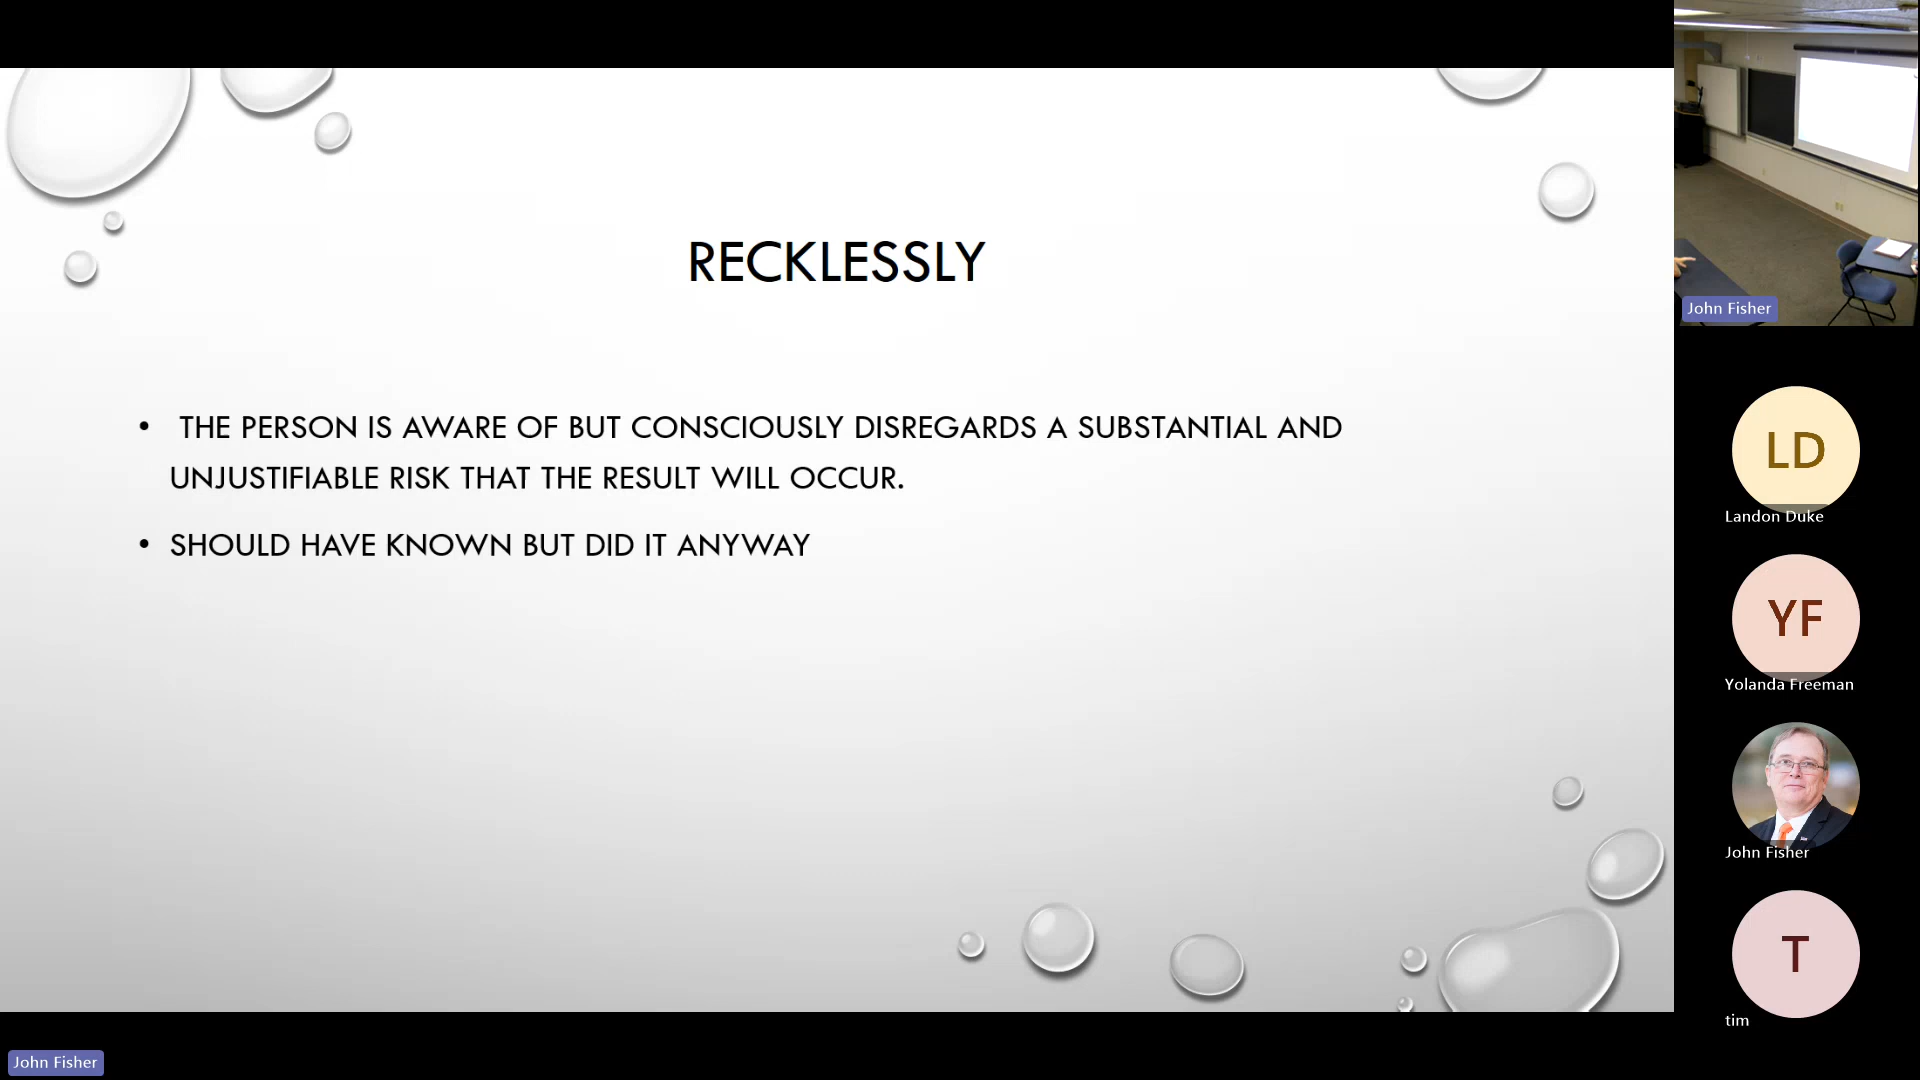 RECKLESSLY
• THE PERSON IS AWARE OF BUT CONSCIOUSLY DISREGARDS A SUBSTANTIAL AND
UNJUSTIFIABLE RISK THAT THE RESULT WILL OCCUR.
• SHOULD HAVE KNOWN BUT DID IT ANYWAY
John Fisher
John Fisher
LD
Landon Duke
YF
Yolanda Freeman
John Fisher
T
tim